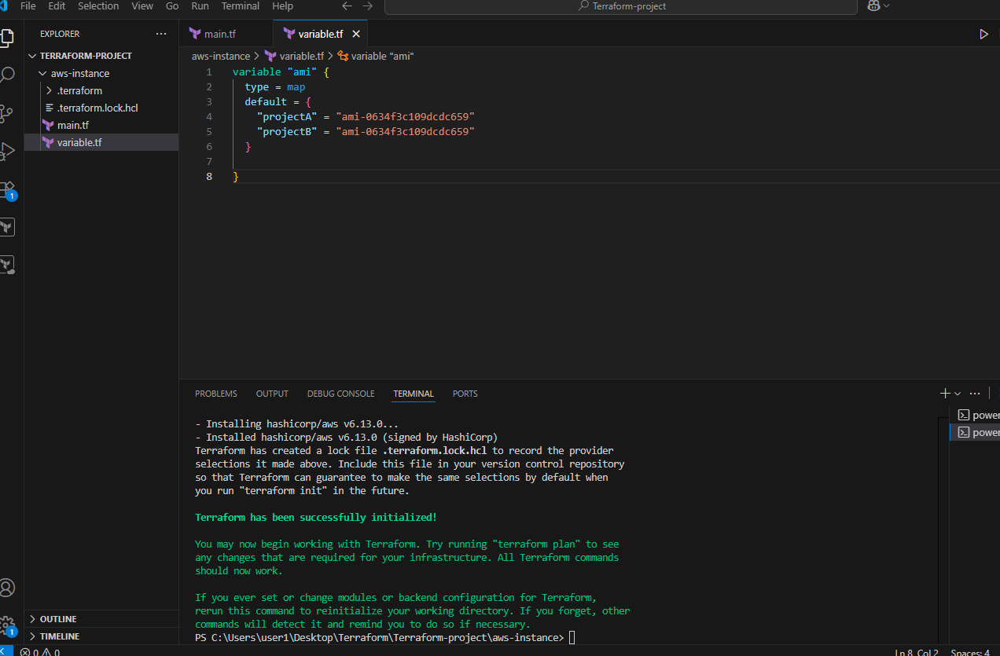 File Edit Selection View Go Run Terminal Help
Terraform-project
EXPLORER
TERRAFORM-PROJECT
aws-instance
.terraform
.terraform.lock.hcl
main.tf
variable.tf
1
main.tf
variable.tf
aws-instance > variable.tf > variable "ami"
1 variable "ami" {
2 type = map
3 default = {
4 "projectA" = "ami-0634f3c109dcdc659"
5 "projectB" = "ami-0634f3c109dcdc659"
6 }
7
8 }
PROBLEMS OUTPUT DEBUG CONSOLE TERMINAL PORTS
- Installing hashicorp/aws v6.13.0...
- Installed hashicorp/aws v6.13.0 (signed by HashiCorp)
Terraform has created a lock file .terraform.lock.hcl to record the provider
selections it made above. Include this file in your version control repository
so that Terraform can guarantee to make the same selections by default when
you run "terraform init" in the future.
Terraform has been successfully initialized!
You may now begin working with Terraform. Try running "terraform plan" to see
any changes that are required for your infrastructure. All Terraform commands
should now work.
If you ever set or change modules or backend configuration for Terraform,
rerun this command to reinitialize your working directory. If you forget, other
commands will detect it and remind you to do so if necessary.
PS C:\Users\user1\Desktop\Terraform\Terraform-project\aws-instance>
power
power
OUTLINE
TIMELINE
1
0 0
Ln 8, Col 2 Spaces: 4